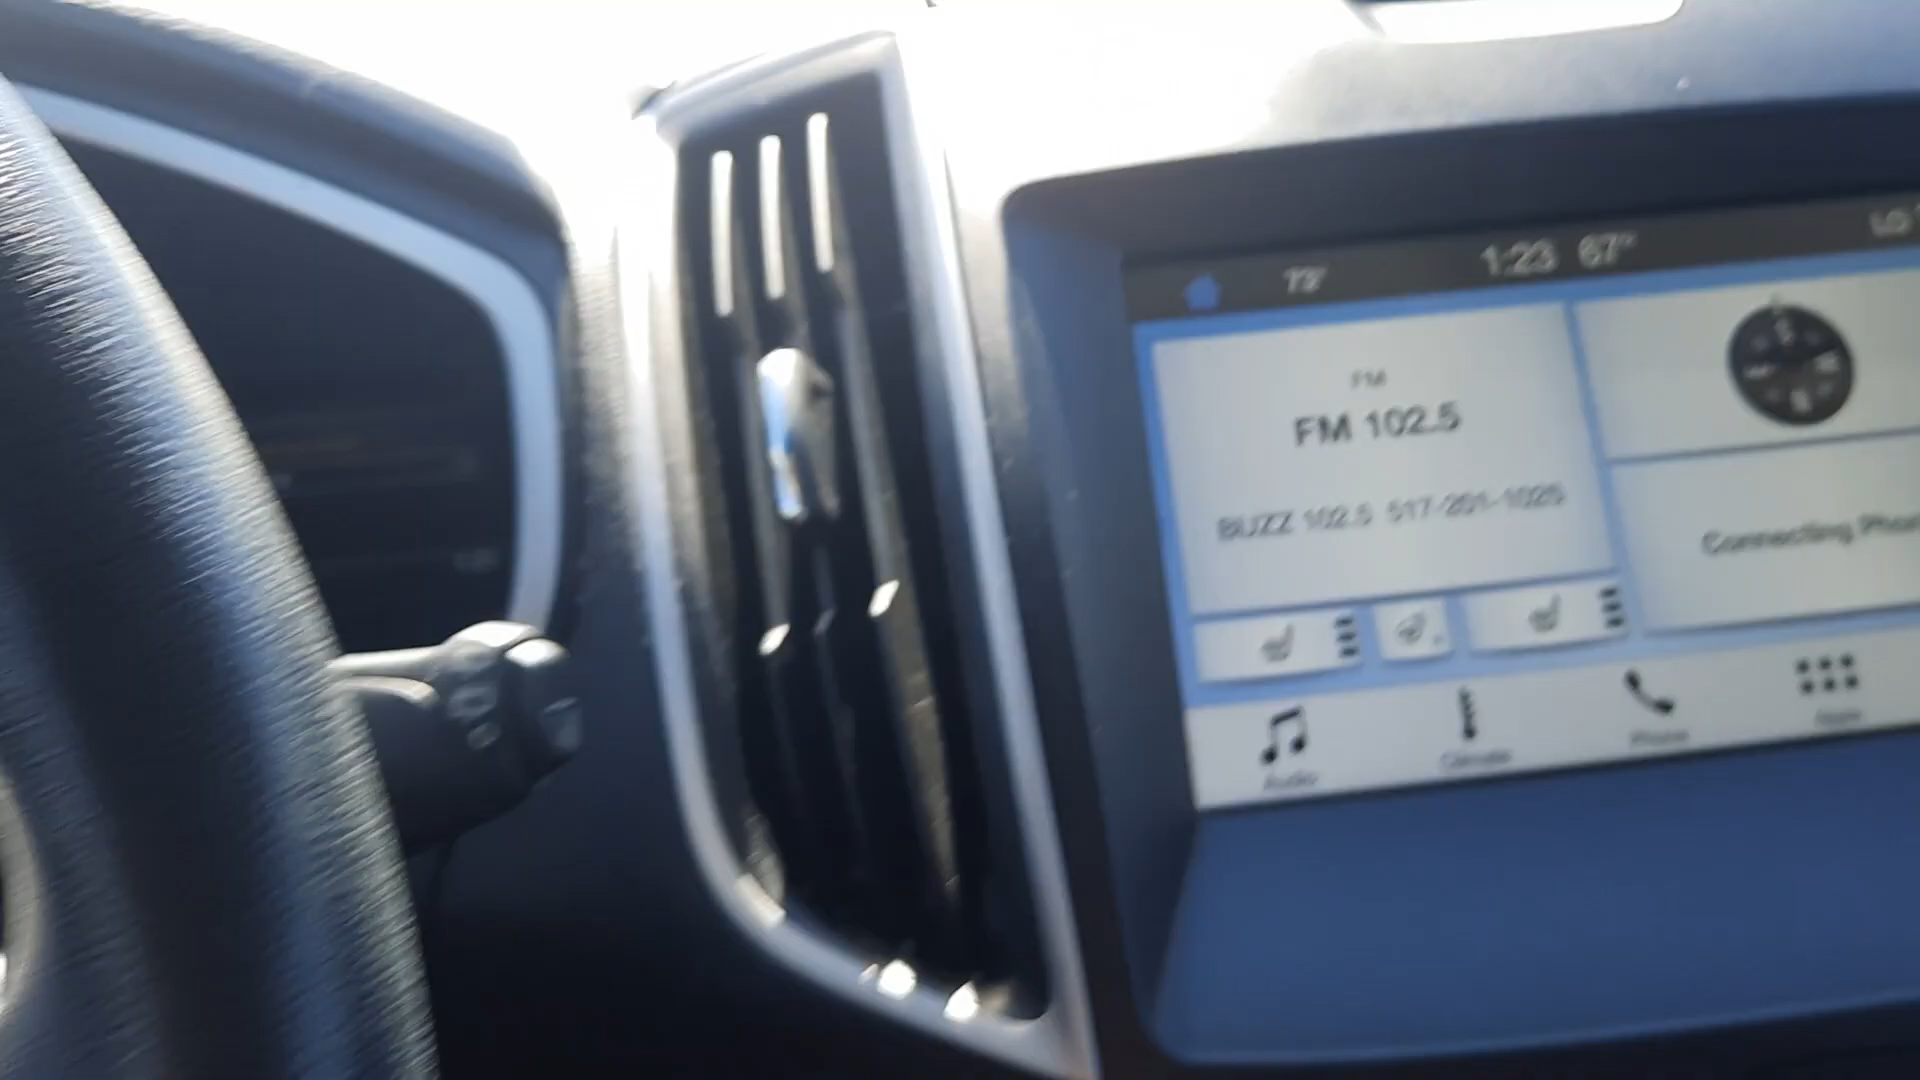 73°
1:23 67°
LO
FM
FM 102.5
BUZZ 102.5 517-201-1025
Connecting
Audio
Climate
Phone
Apps